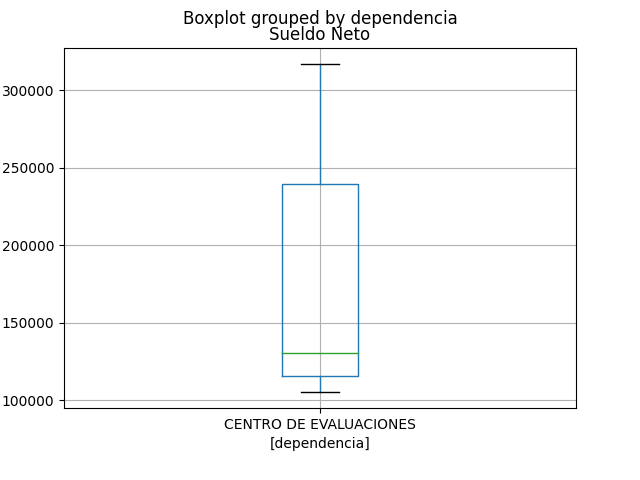 Boxplot grouped by dependencia
Sueldo Neto
300000
250000
200000
150000
100000
CENTRO DE EVALUACIONES
[dependencia]